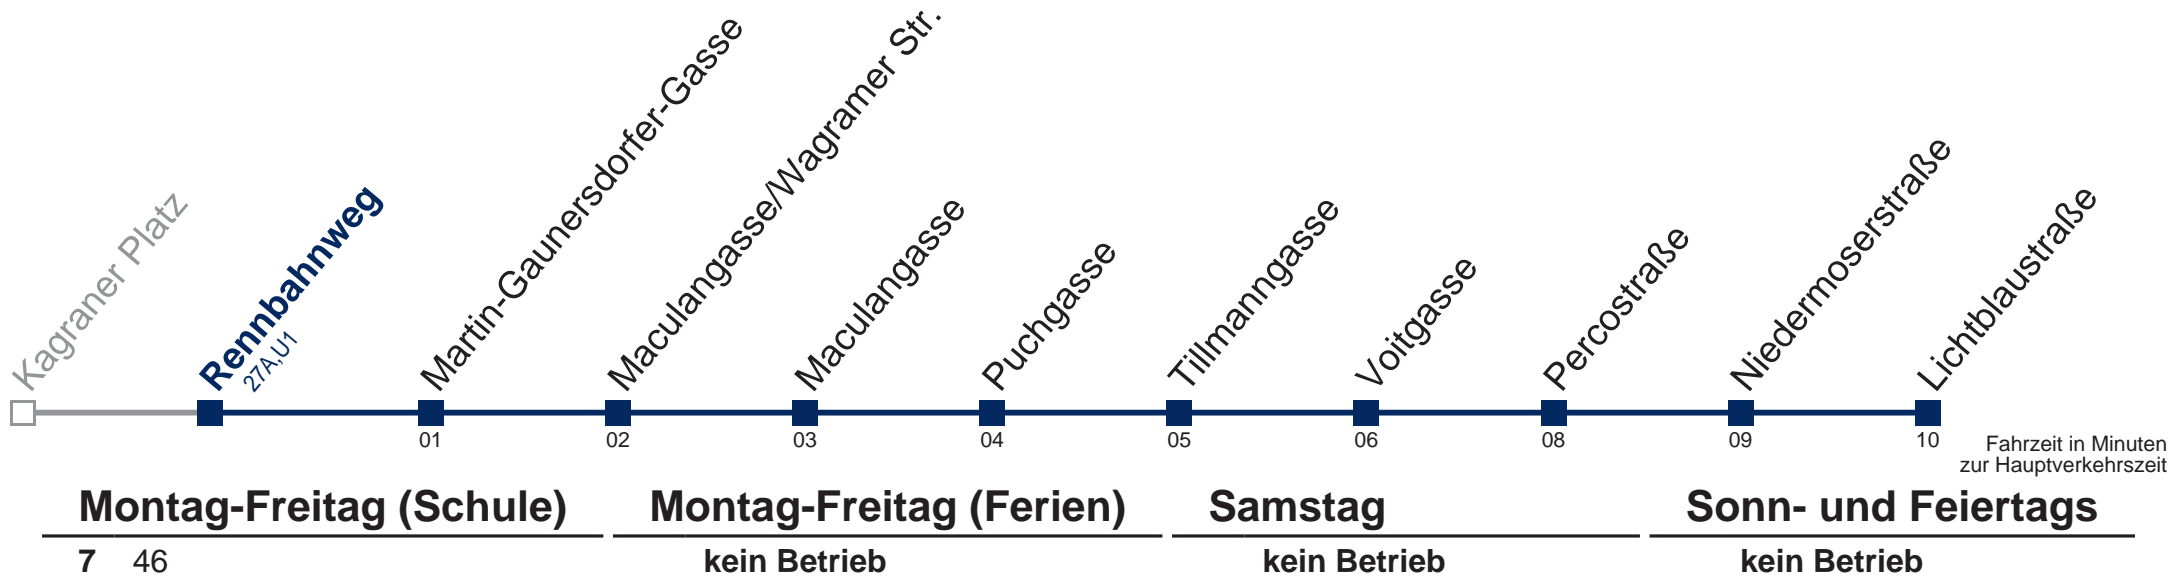 Kagraner Platz
Rennbahnweg
27A,U1
Martin-Gaunersdorfer-Gasse
Maculangasse/Wagramer Str.
Maculangasse
Puchgasse
Tillmanngasse
Voitgasse
Percostraße
Niedermoserstraße
Lichtblaustraße
01 02 03 04 05 06 08 09 10
Fahrzeit in Minuten
zur Hauptverkehrszeit
Montag-Freitag (Schule) Montag-Freitag (Ferien) Samstag Sonn- und Feiertags
7 46 kein Betrieb kein Betrieb kein Betrieb